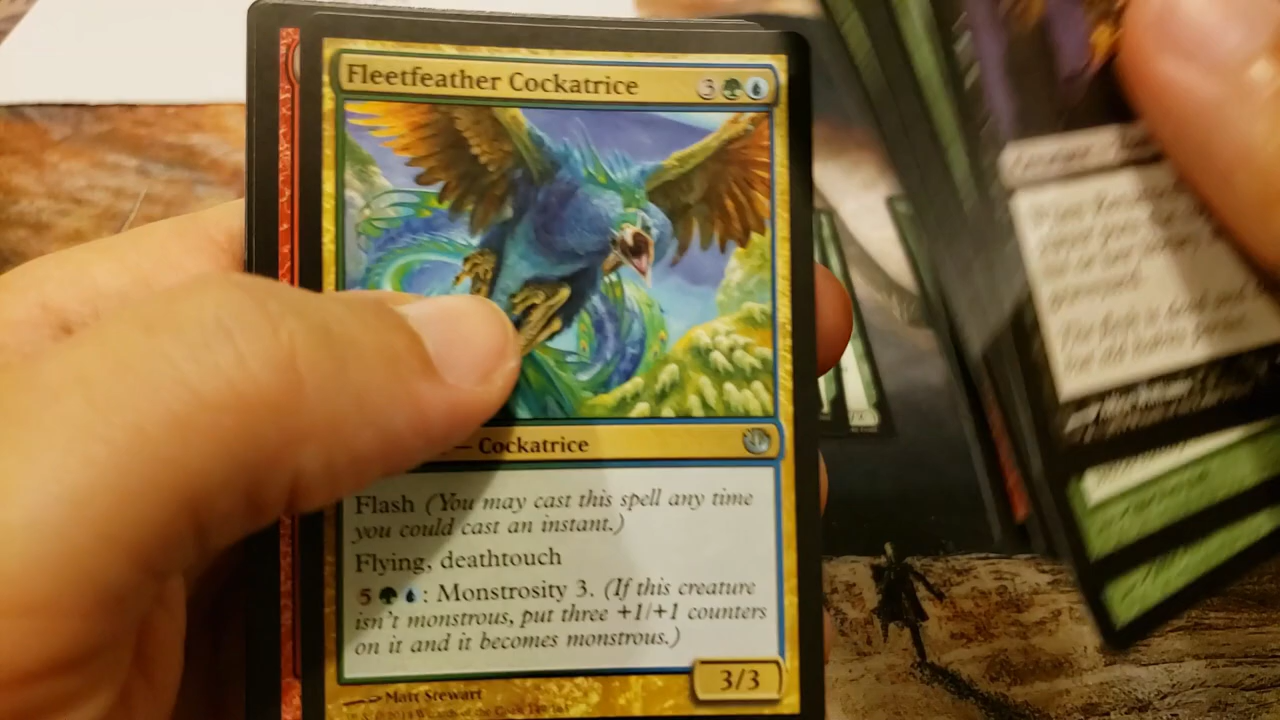 Fleetfeather Cockatrice 3
— Cockatrice
Flash (You may cast this spell any time
you could cast an instant.)
Flying, deathtouch
5 : Monstrosity 3. (If this creature
isn't monstrous, put three +1/+1 counters
on it and it becomes monstrous.)
3/3
Matt Stewart